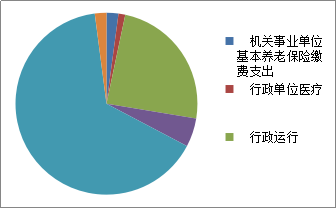 机关事业单位
基本养老保险缴
费支出
行政单位医疗
行政运行